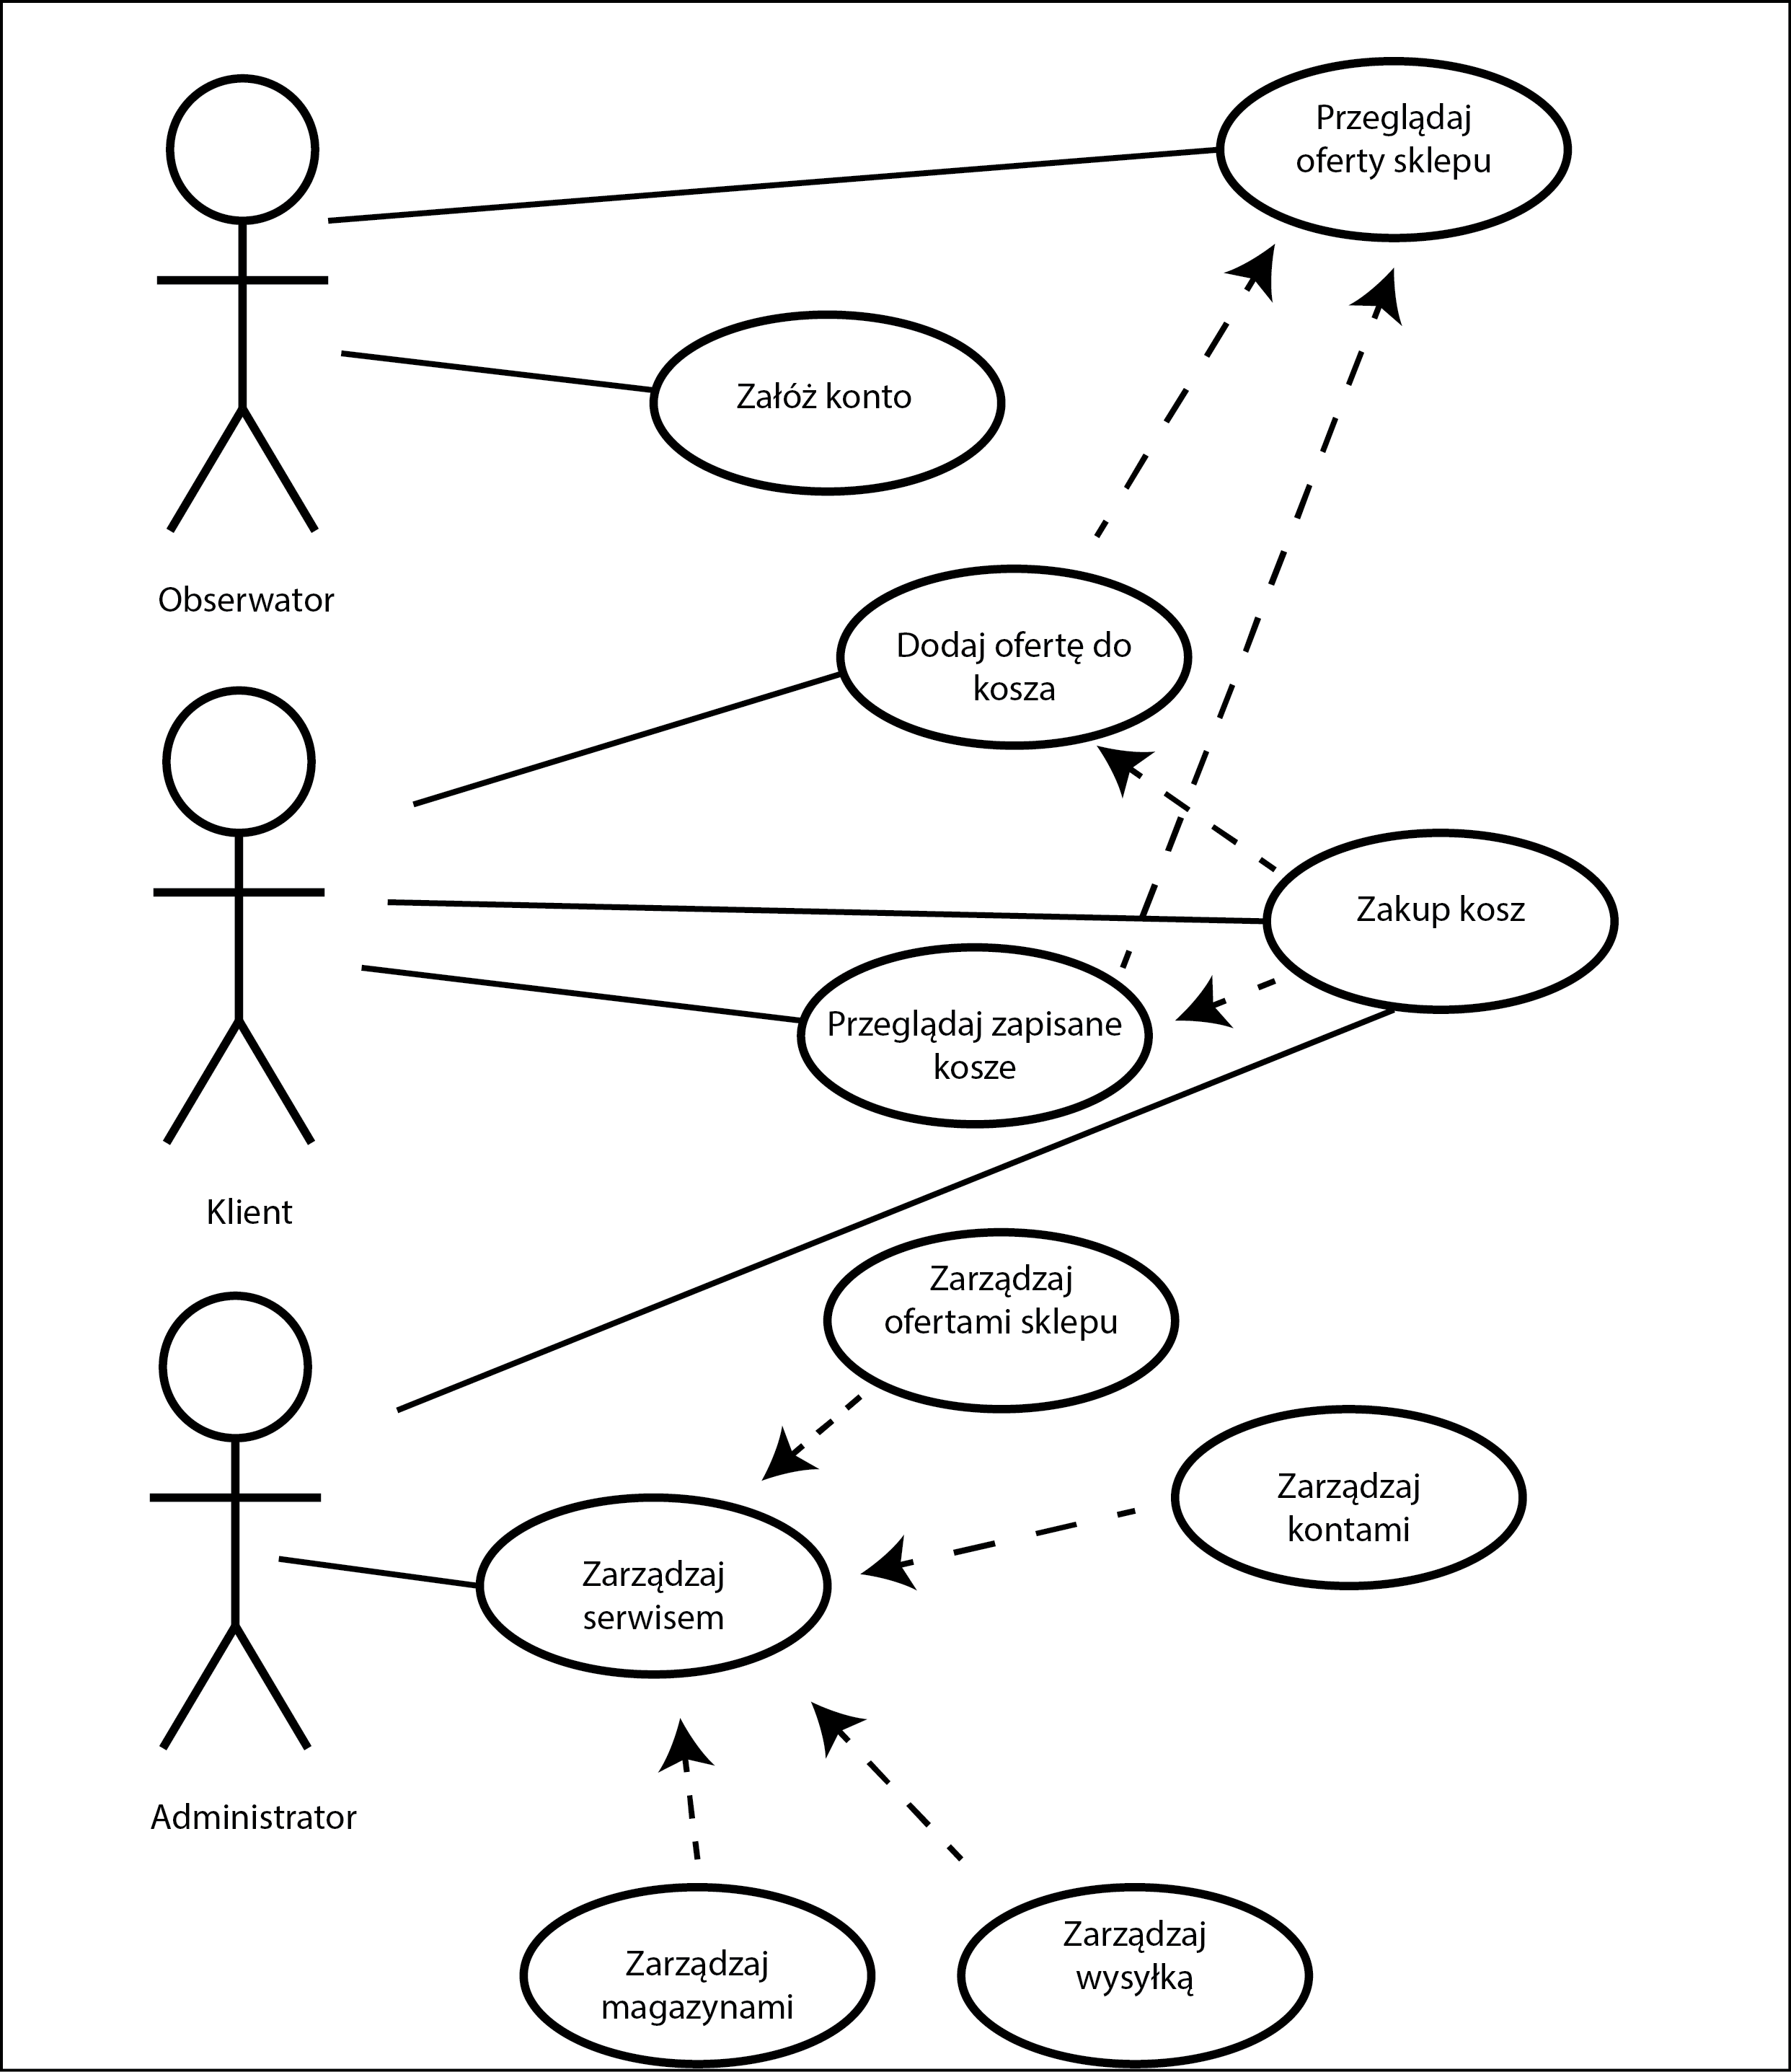 Przeglądaj
oferty sklepu
Załóż konto
Obserwator
Dodaj ofertę do
kosza
Zakup kosz
Przeglądaj zapisane
kosze
Klient
Zarządzaj
ofertami sklepu
Zarządzaj
kontami
Zarządzaj
serwisem
Administrator
Zarządzaj
magazynami
Zarządzaj
wysyłką